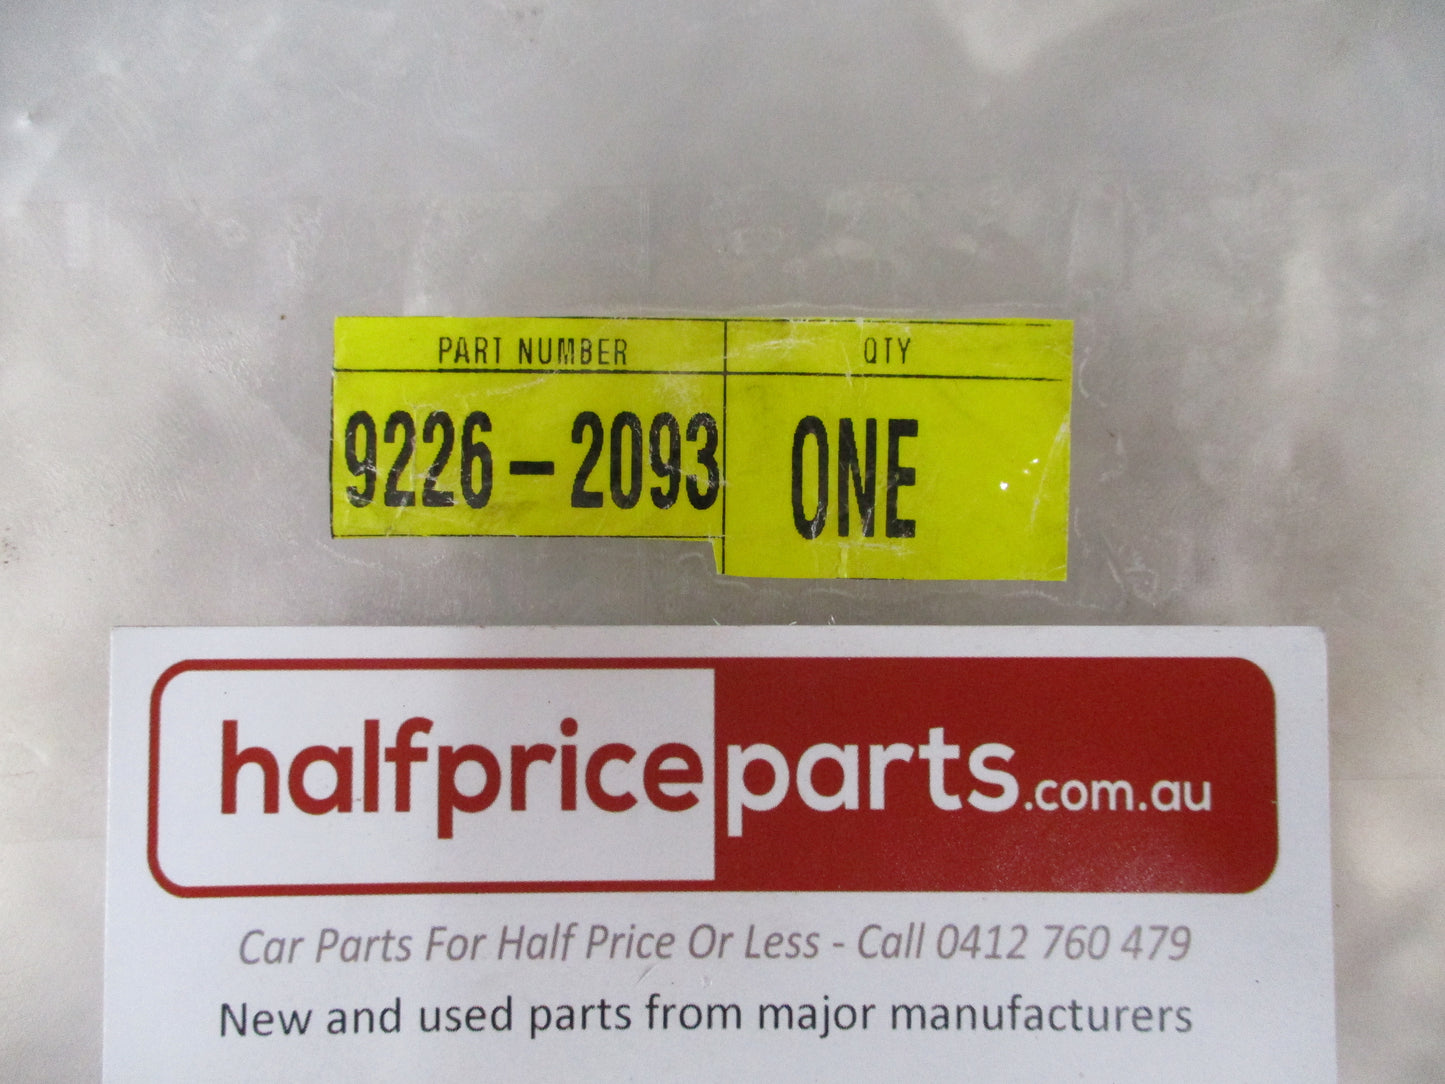 PART NUMBER QTY
9226-2093 ONE
halfpriceparts.com.au
Car Parts For Half Price Or Less - Call 0412 760 479
New and used parts from major manufacturers